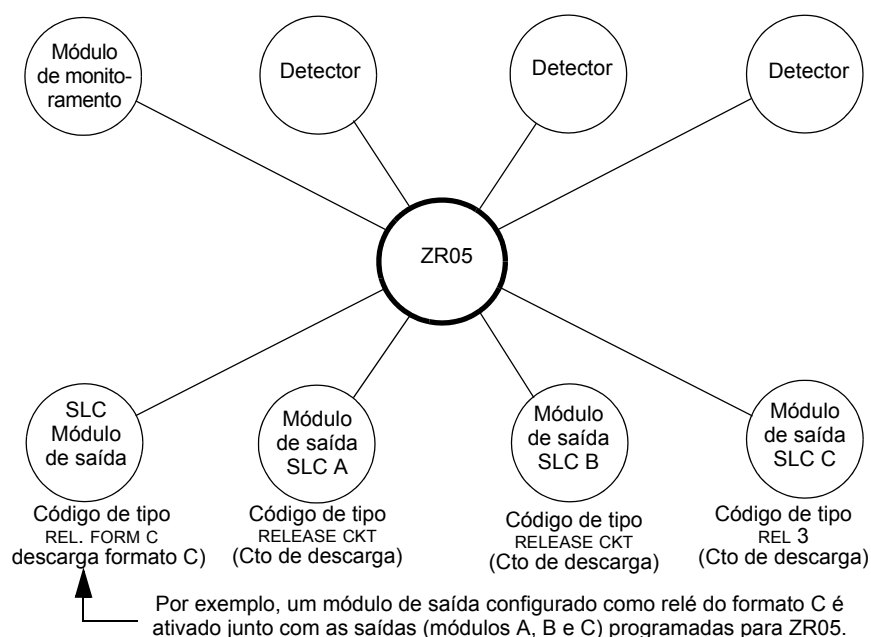 Módulo
de monito-
ramento
Detector
Detector
Detector
ZR05
SLC
Módulo
de saída
Módulo
de saída
SLC A
Módulo
de saída
SLC B
Módulo
de saída
SLC C
Código de tipo
REL. FORM C
descarga formato C)
Código de tipo
RELEASE CKT
(Cto de descarga)
Código de tipo
RELEASE CKT
(Cto de descarga)
Código de tipo
REL 3
(Cto de descarga)
Por exemplo, um módulo de saída configurado como relé do formato C é
ativado junto com as saídas (módulos A, B e C) programadas para ZR05.